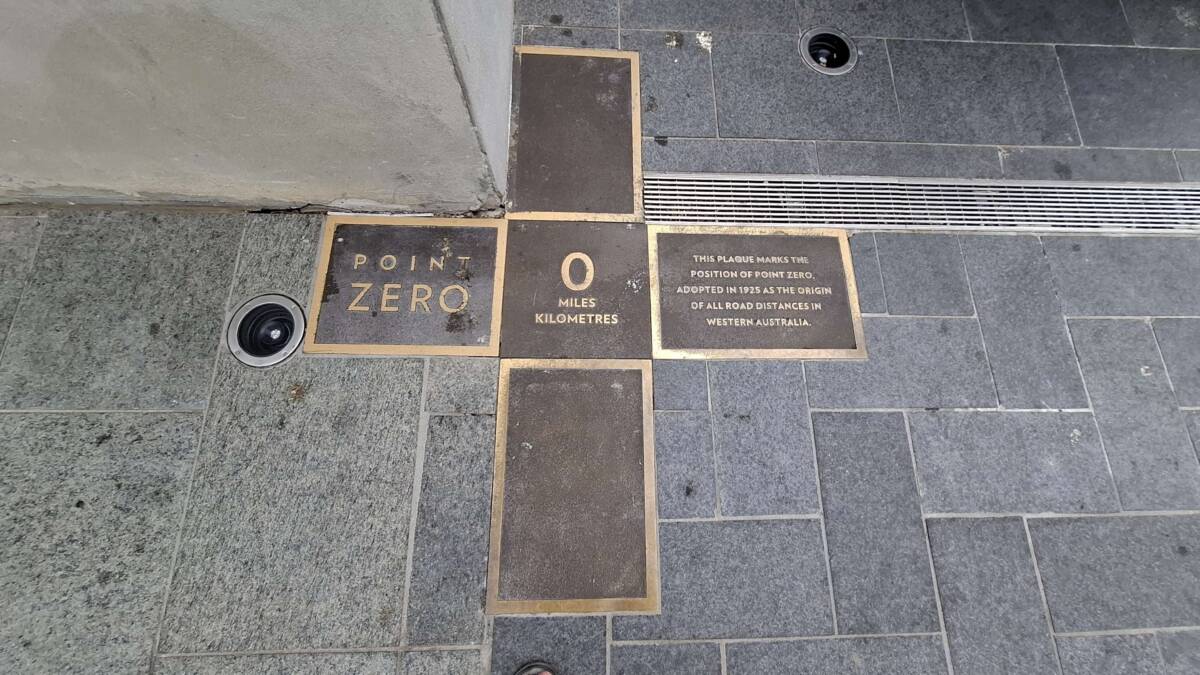 POINT
ZERO
0
MILES
KILOMETRES
THIS PLAQUE MARKS THE
POSITION OF POINT ZERO,
ADOPTED IN 1925 AS THE ORIGIN
OF ALL ROAD DISTANCES IN
WESTERN AUSTRALIA.